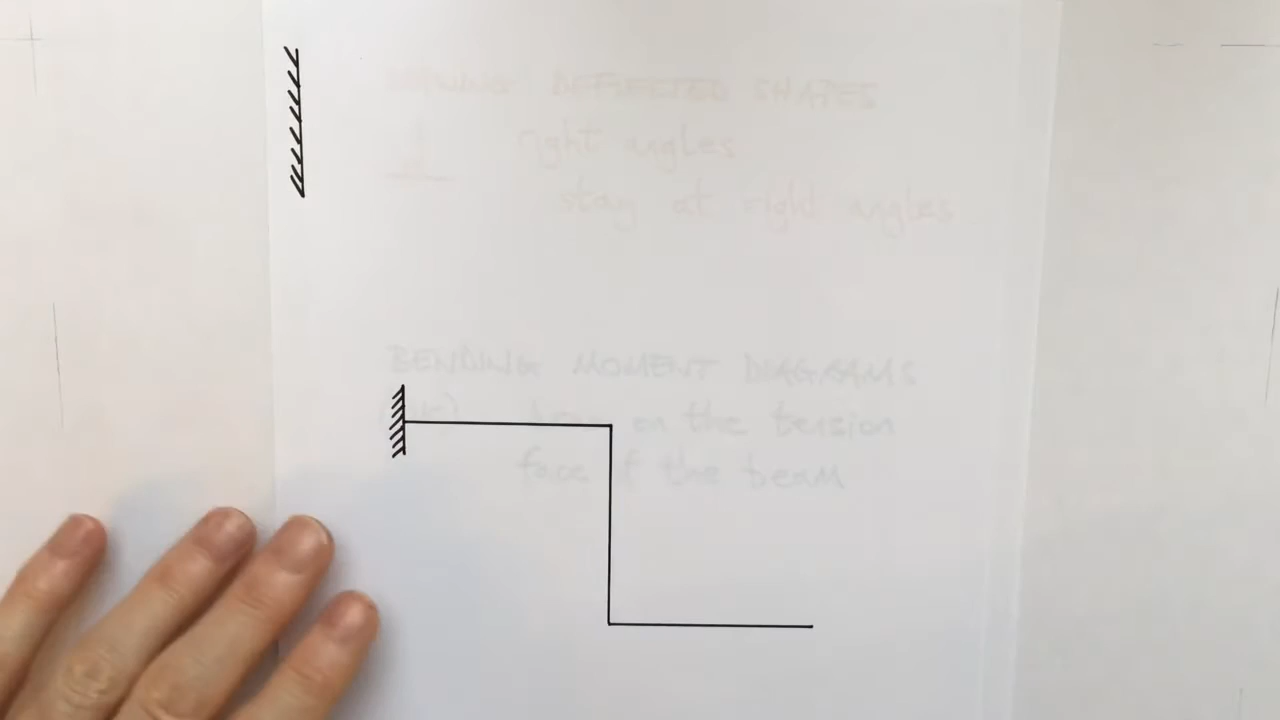 DRAWING DEFLECTED SHAPES
right angles
stay at right angles
BENDING MOMENT DIAGRAMS
on the tension
face of the beam